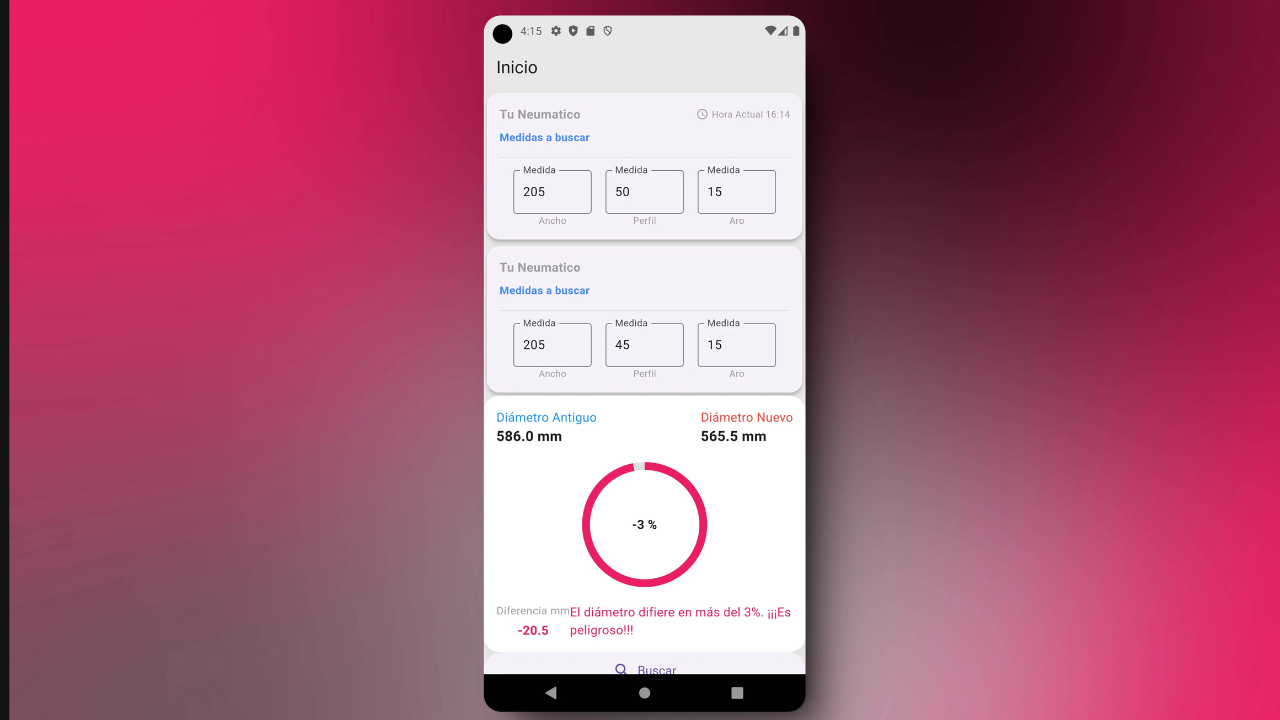 4:15
Inicio
Tu Neumatico
Hora Actual 16:14
Medidas a buscar
Medida Medida Medida
205 50 15
Ancho Perfil Aro
Tu Neumatico
Medidas a buscar
Medida Medida Medida
205 45 15
Ancho Perfil Aro
Diámetro Antiguo Diámetro Nuevo
586.0 mm 565.5 mm
-3 %
Diferencia mm
-20.5
El diámetro difiere en más del 3%. ¡¡¡Es
peligroso!!!
Buscar